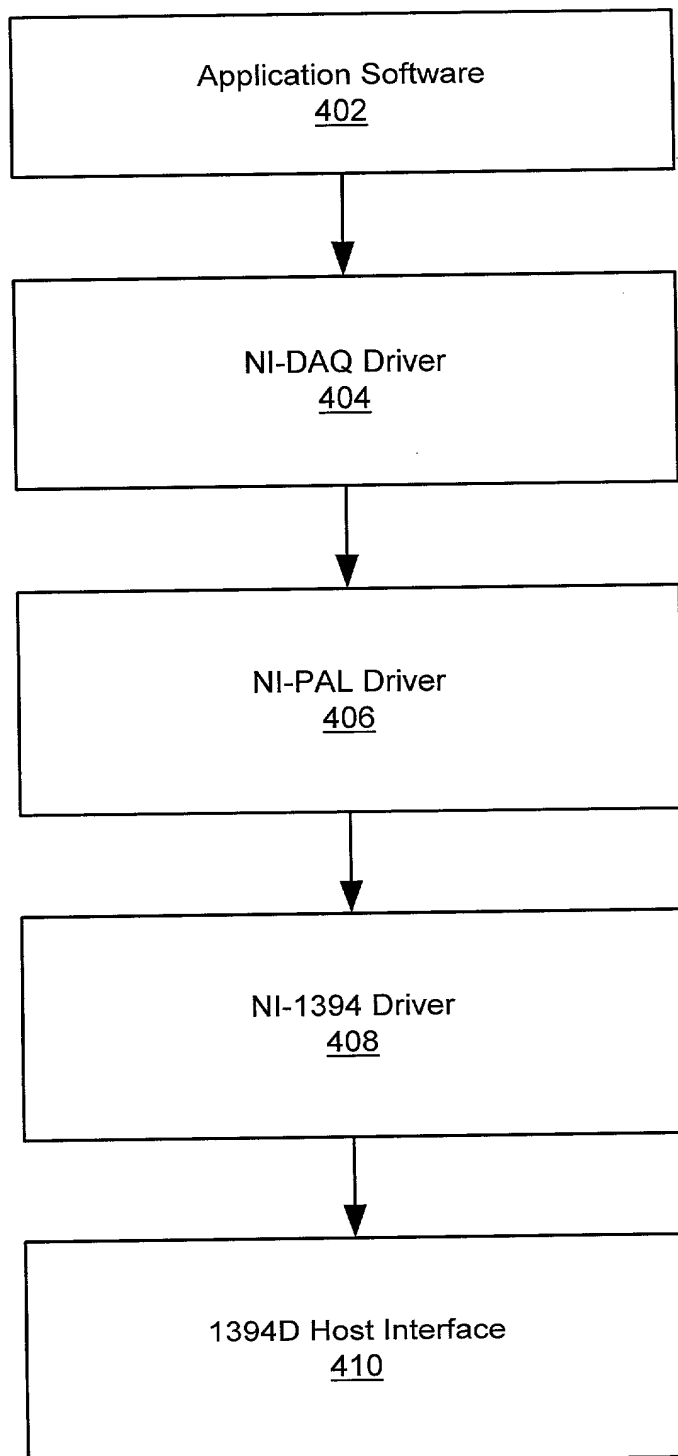 Application Software
402
NI-DAQ Driver
404
NI-PAL Driver
406
NI-1394 Driver
408
1394D Host Interface
410